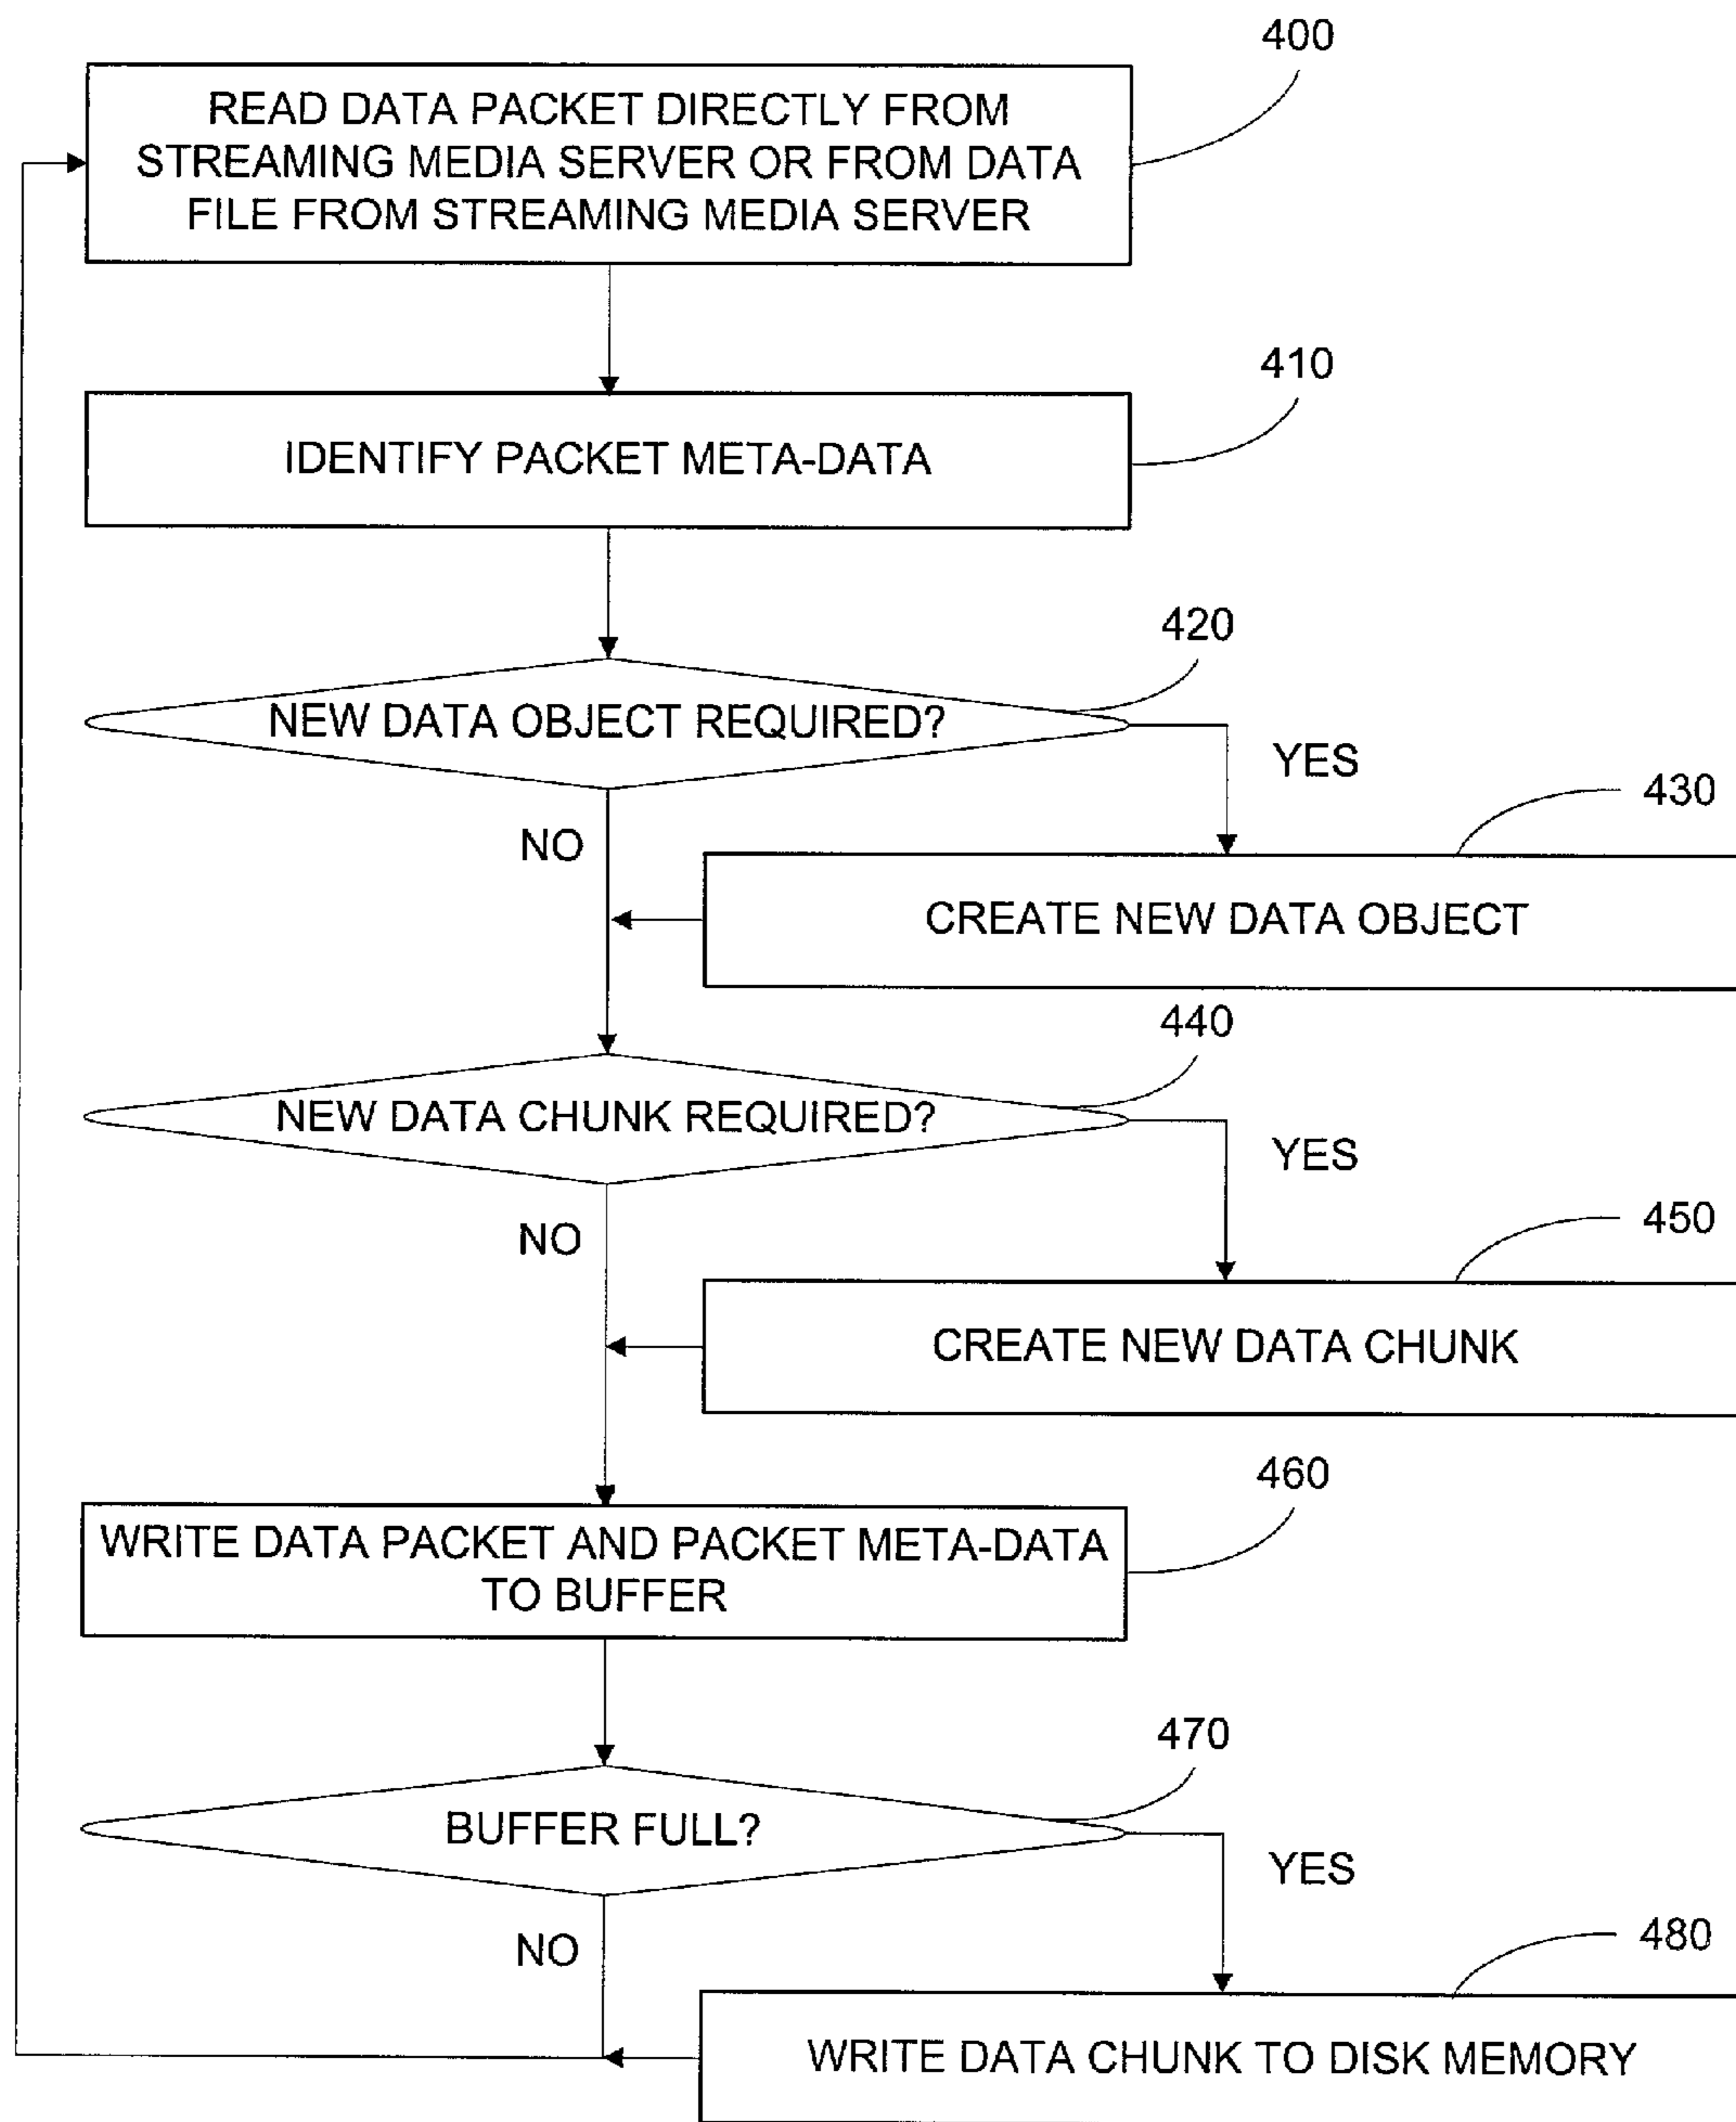 400
READ DATA PACKET DIRECTLY FROM
STREAMING MEDIA SERVER OR FROM DATA
FILE FROM STREAMING MEDIA SERVER
410
IDENTIFY PACKET META-DATA
420
NEW DATA OBJECT REQUIRED?
YES
430
NO
CREATE NEW DATA OBJECT
440
NEW DATA CHUNK REQUIRED?
YES
450
NO
CREATE NEW DATA CHUNK
460
WRITE DATA PACKET AND PACKET META-DATA
TO BUFFER
470
BUFFER FULL?
YES
480
NO
WRITE DATA CHUNK TO DISK MEMORY